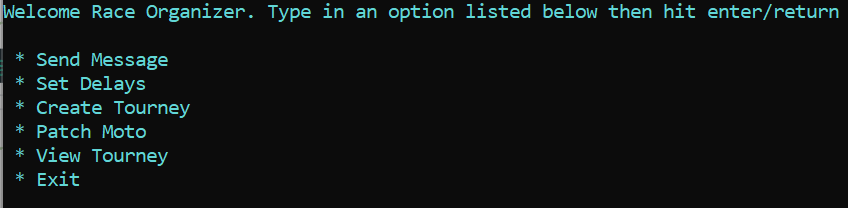 Welcome Race Organizer. Type in an option listed below then hit enter/return
* Send Message
* Set Delays
* Create Tourney
* Patch Moto
* View Tourney
* Exit